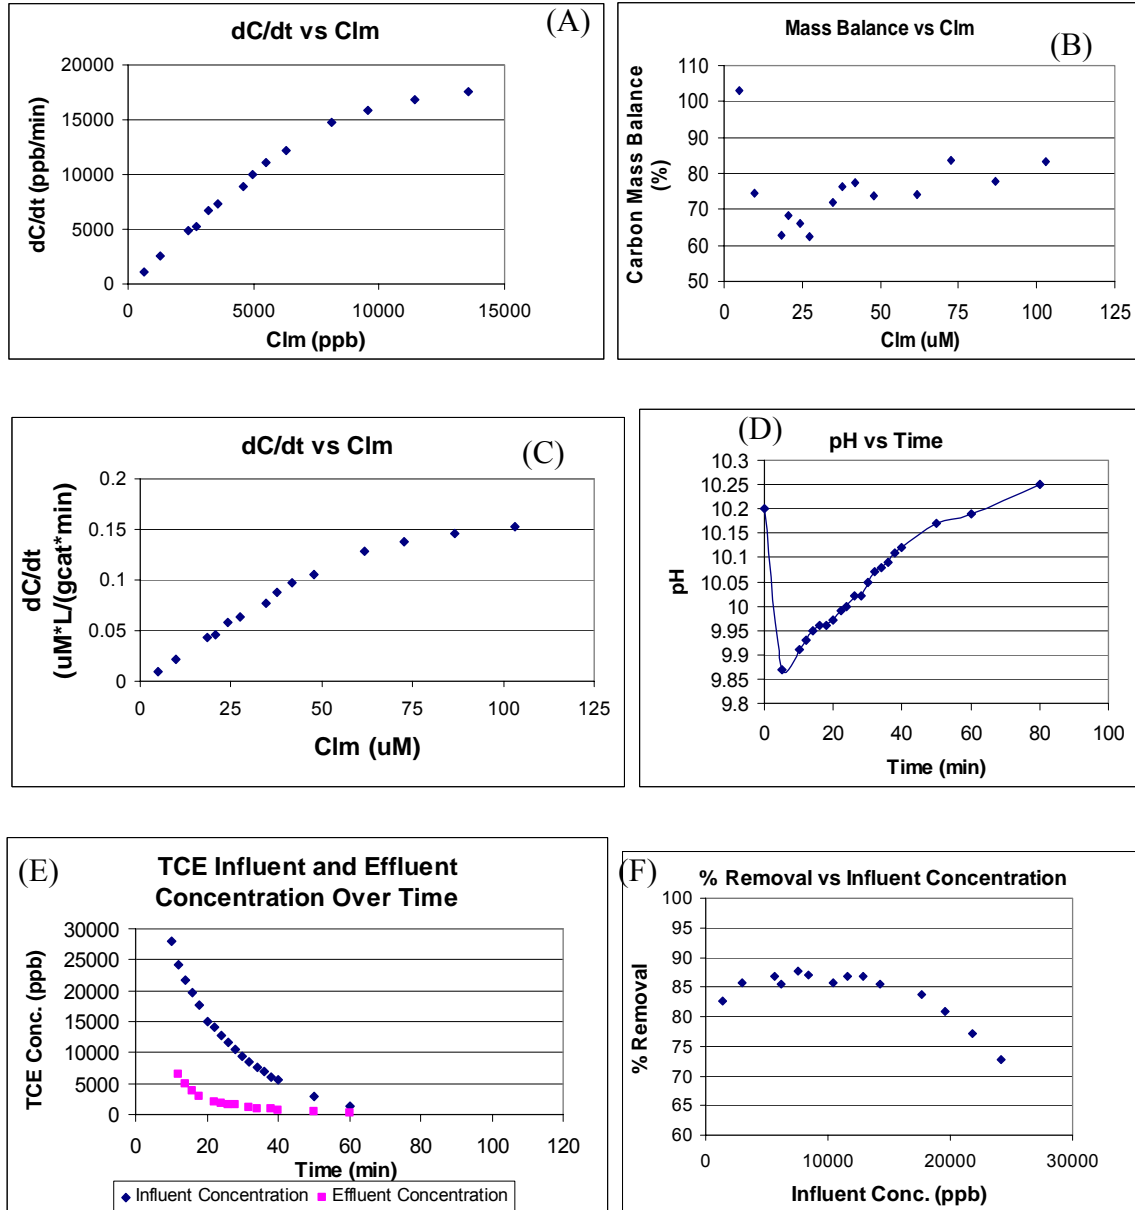 (A)
dC/dt vs Clm
dC/dt (ppb/min)
20000
15000
10000
5000
0
0 5000 10000 15000
Clm (ppb)
(B)
Mass Balance vs Clm
Carbon Mass Balance
(%)
110
100
90
80
70
60
50
0 25 50 75 100 125
Clm (uM)
(C)
dC/dt vs Clm
dC/dt
(uM*L/(gcat*min)
0.2
0.15
0.1
0.05
0
0 25 50 75 100 125
Clm (uM)
(D)
pH vs Time
pH
10.3
10.25
10.2
10.15
10.1
10.05
10
9.95
9.9
9.85
9.8
0 20 40 60 80 100
Time (min)
(E)
TCE Influent and Effluent
Concentration Over Time
TCE Conc. (ppb)
30000
25000
20000
15000
10000
5000
0
0 20 40 60 80 100 120
Time (min)
Influent Concentration Effluent Concentration
(F)
% Removal vs Influent Concentration
% Removal
100
95
90
85
80
75
70
65
60
0 10000 20000 30000
Influent Conc. (ppb)